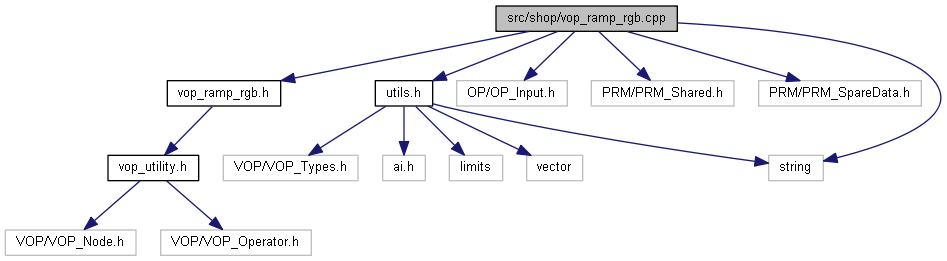 src/shop/vop_ramp_rgb.cpp
vop_ramp_rgb.h
utils.h
OP/OP_Input.h
PRM/PRM_Shared.h
PRM/PRM_SpareData.h
vop_utility.h
VOP/VOP_Types.h
ai.h
limits
vector
string
VOP/VOP_Node.h
VOP/VOP_Operator.h